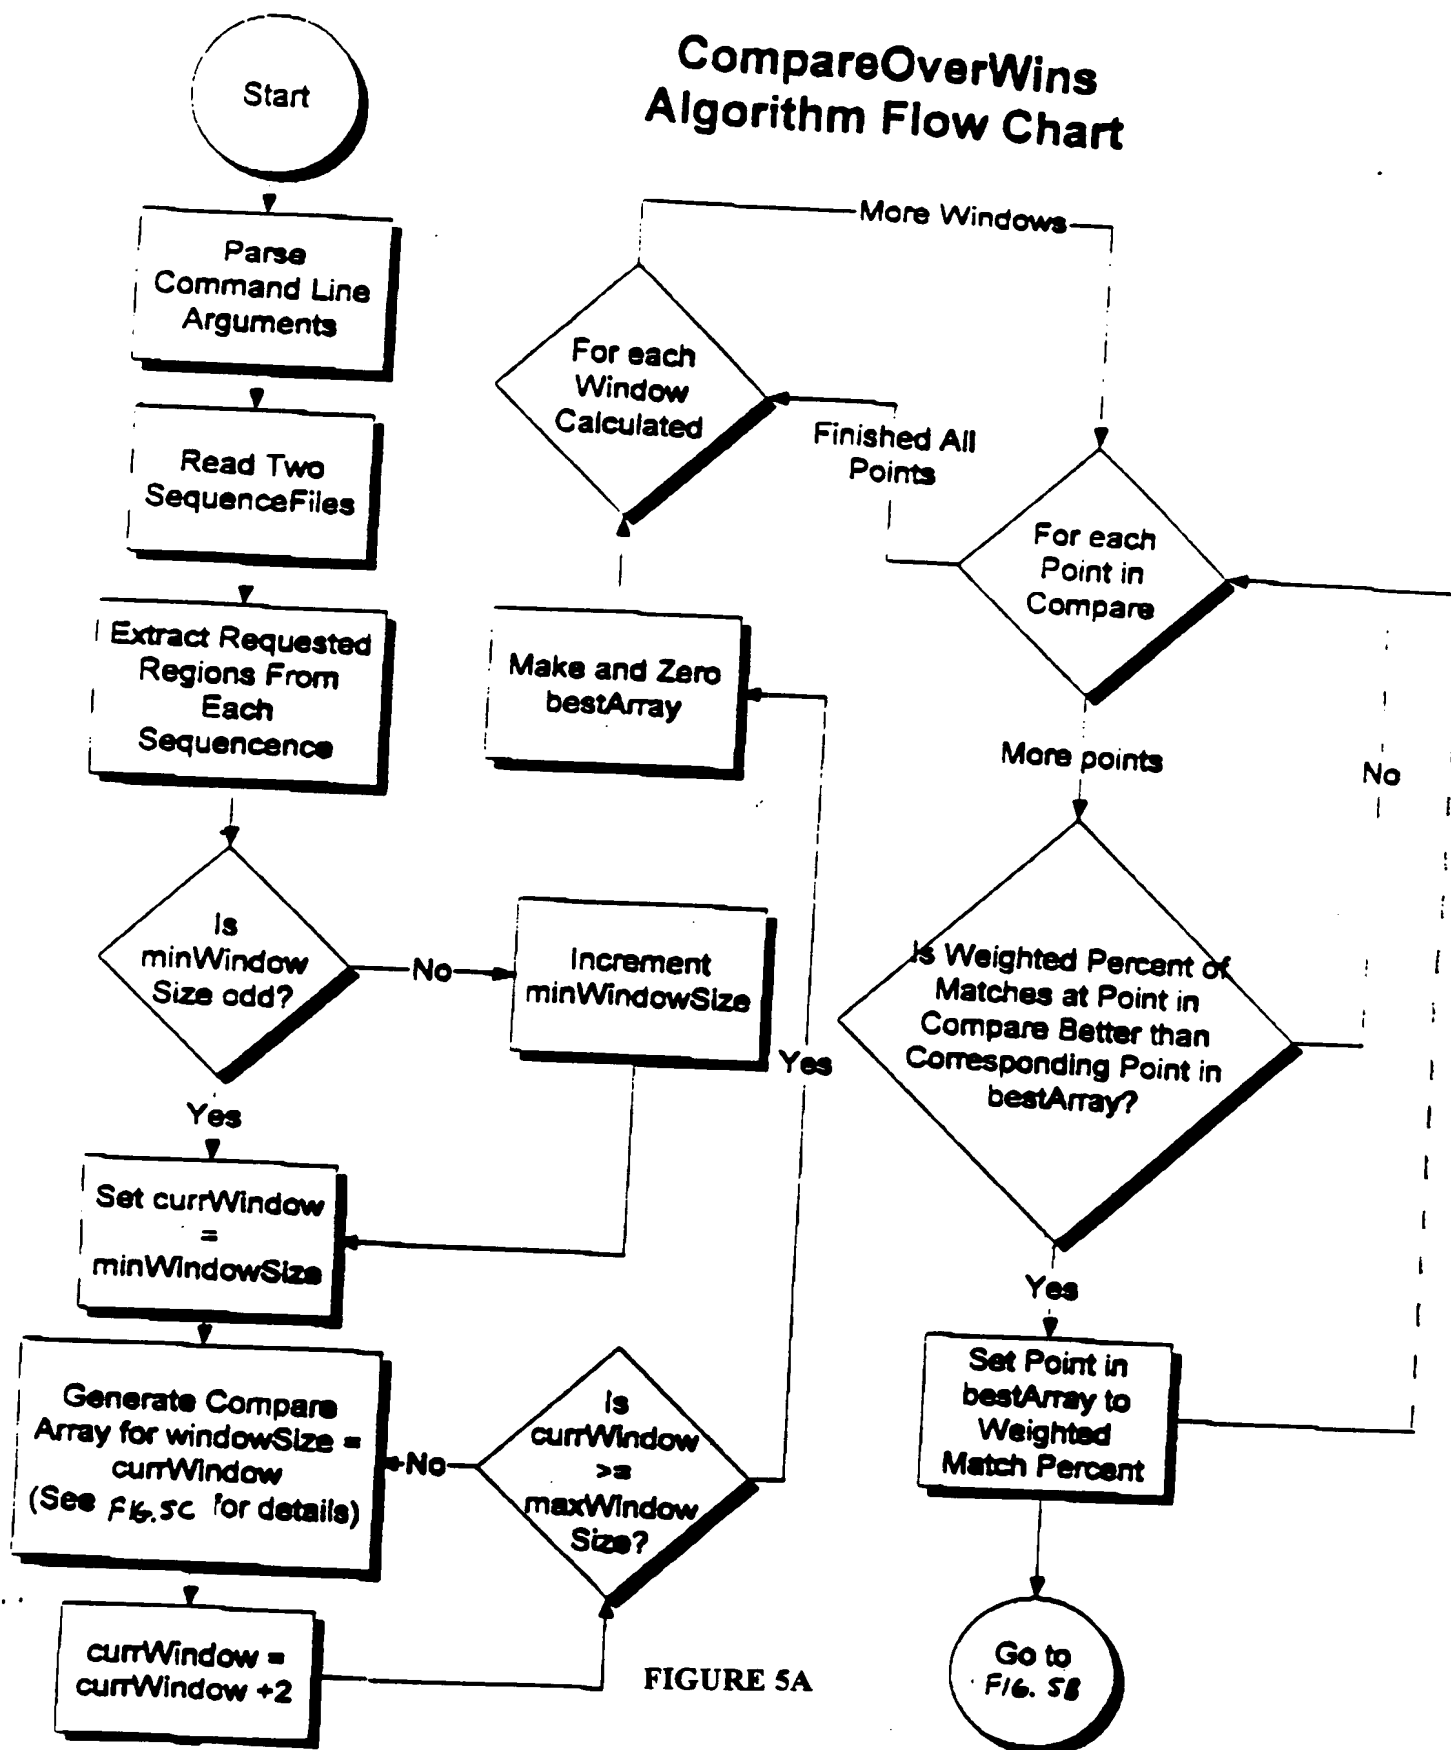 CompareOverWins
Algorithm Flow Chart
Start
Parse
Command Line
Arguments
Read Two
SequenceFiles
Extract Requested
Regions From
Each
Sequencence
Is
minWindow
Size odd?
No
Increment
minWindowSize
Yes
Set currWindow
=
minWindowSize
Generate Compare
Array for windowSize =
currWindow
(See FIG. 5C for details)
currWindow =
currWindow +2
Is
currWindow
>=
maxWindow
Size?
No
Yes
Make and Zero
bestArray
For each
Window
Calculated
More Windows
Finished All
Points
For each
Point in
Compare
More points
No
Is Weighted Percent of
Matches at Point in
Compare Better than
Corresponding Point in
bestArray?
Yes
Set Point in
bestArray to
Weighted
Match Percent
Go to
FIG. 5B
FIGURE 5A